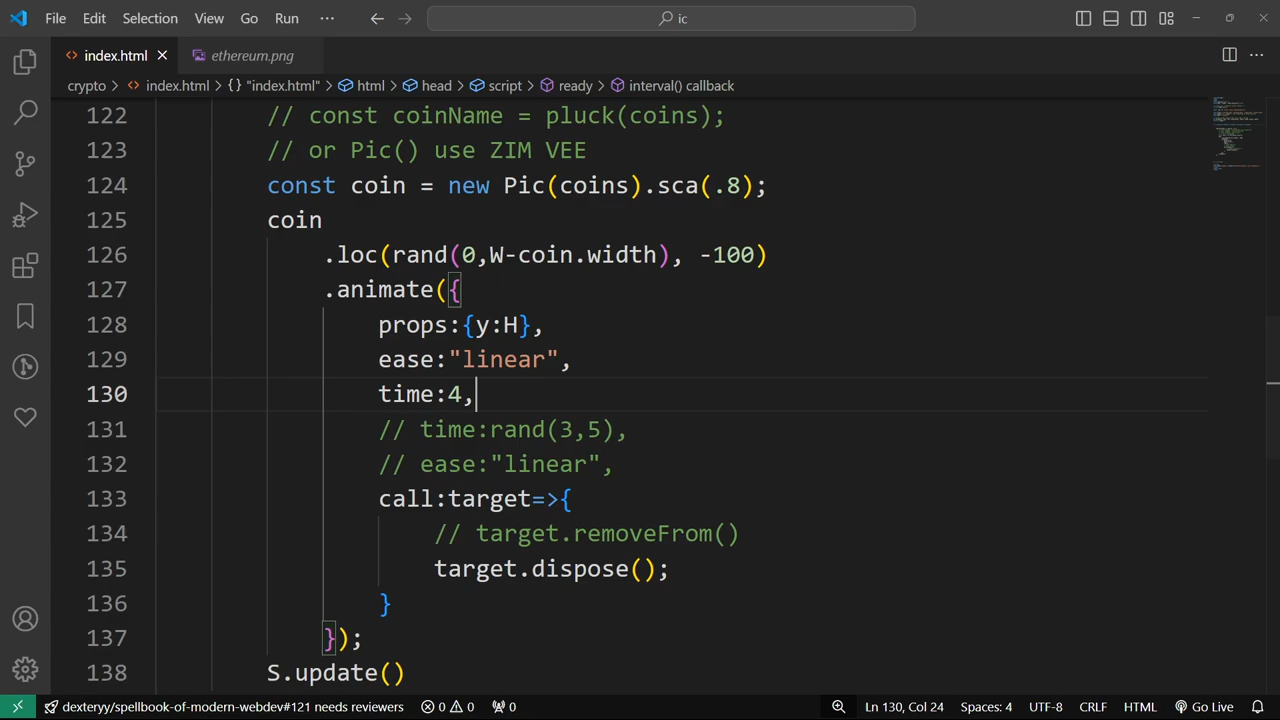 File Edit Selection View Go Run ··· ic
index.html ethereum.png
crypto > index.html > {} "index.html" > html > head > script > ready > interval() callback
122 // const coinName = pluck(coins);
123 // or Pic() use ZIM VEE
124 const coin = new Pic(coins).sca(.8);
125 coin
126 .loc(rand(0,W-coin.width), -100)
127 .animate({
128 props:{y:H},
129 ease:"linear",
130 time:4,
131 // time:rand(3,5),
132 // ease:"linear",
133 call:target=>{
134 // target.removeFrom()
135 target.dispose();
136 }
137 });
138 S.update()
dexteryy/spellbook-of-modern-webdev#121 needs reviewers 0 0 0 Ln 130, Col 24 Spaces: 4 UTF-8 CRLF HTML Go Live